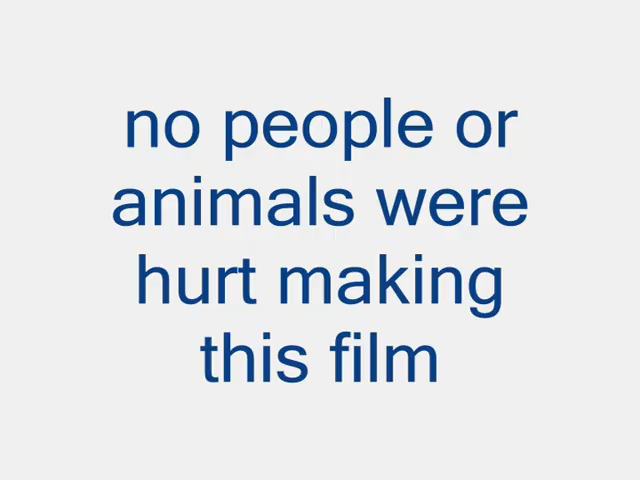 no people or
animals were
hurt making
this film